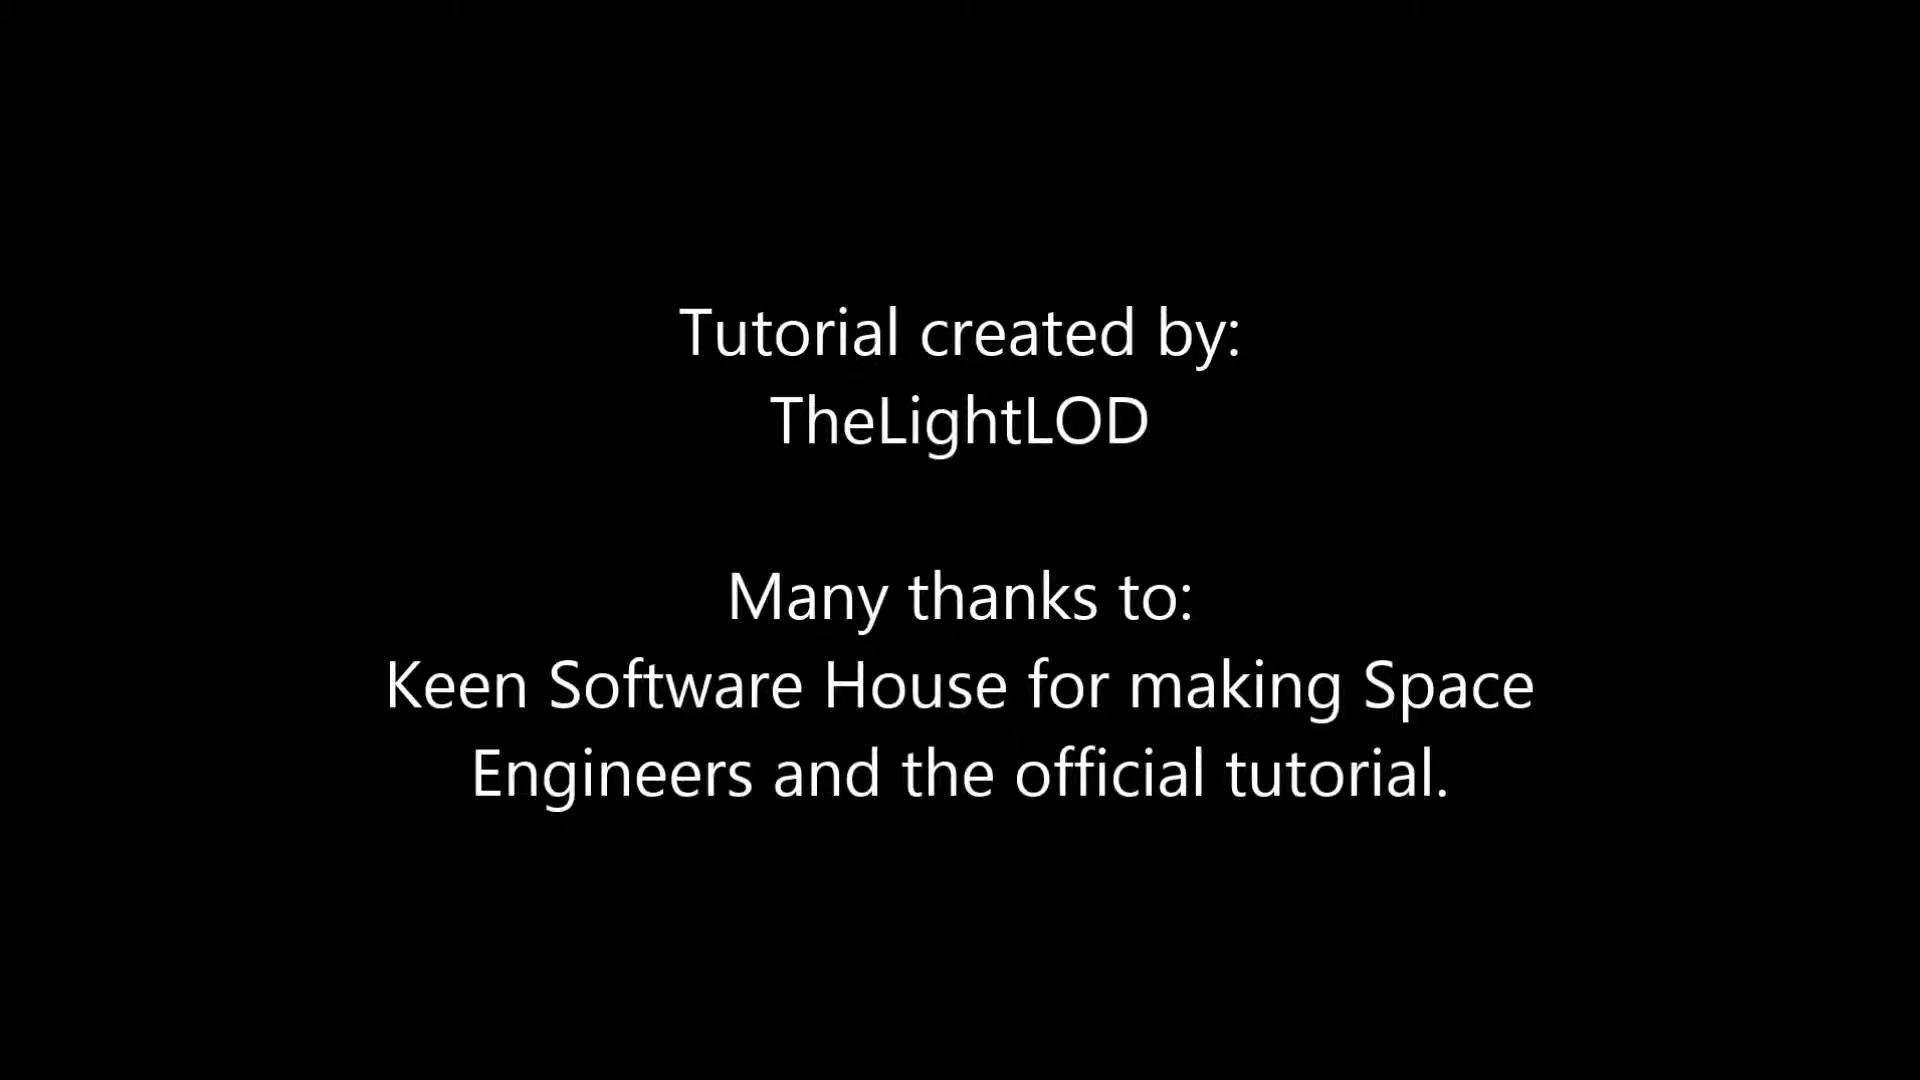 Tutorial created by:
TheLightLOD
Many thanks to:
Keen Software House for making Space
Engineers and the official tutorial.